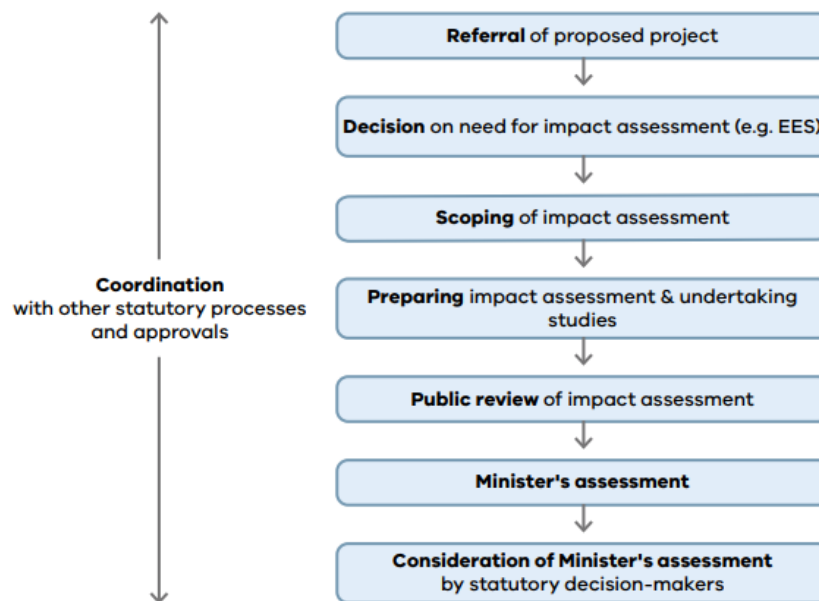 Referral of proposed project
Decision on need for impact assessment (e.g. EES)
Scoping of impact assessment
Coordination
with other statutory processes
and approvals
Preparing impact assessment & undertaking
studies
Public review of impact assessment
Minister's assessment
Consideration of Minister's assessment
by statutory decision-makers